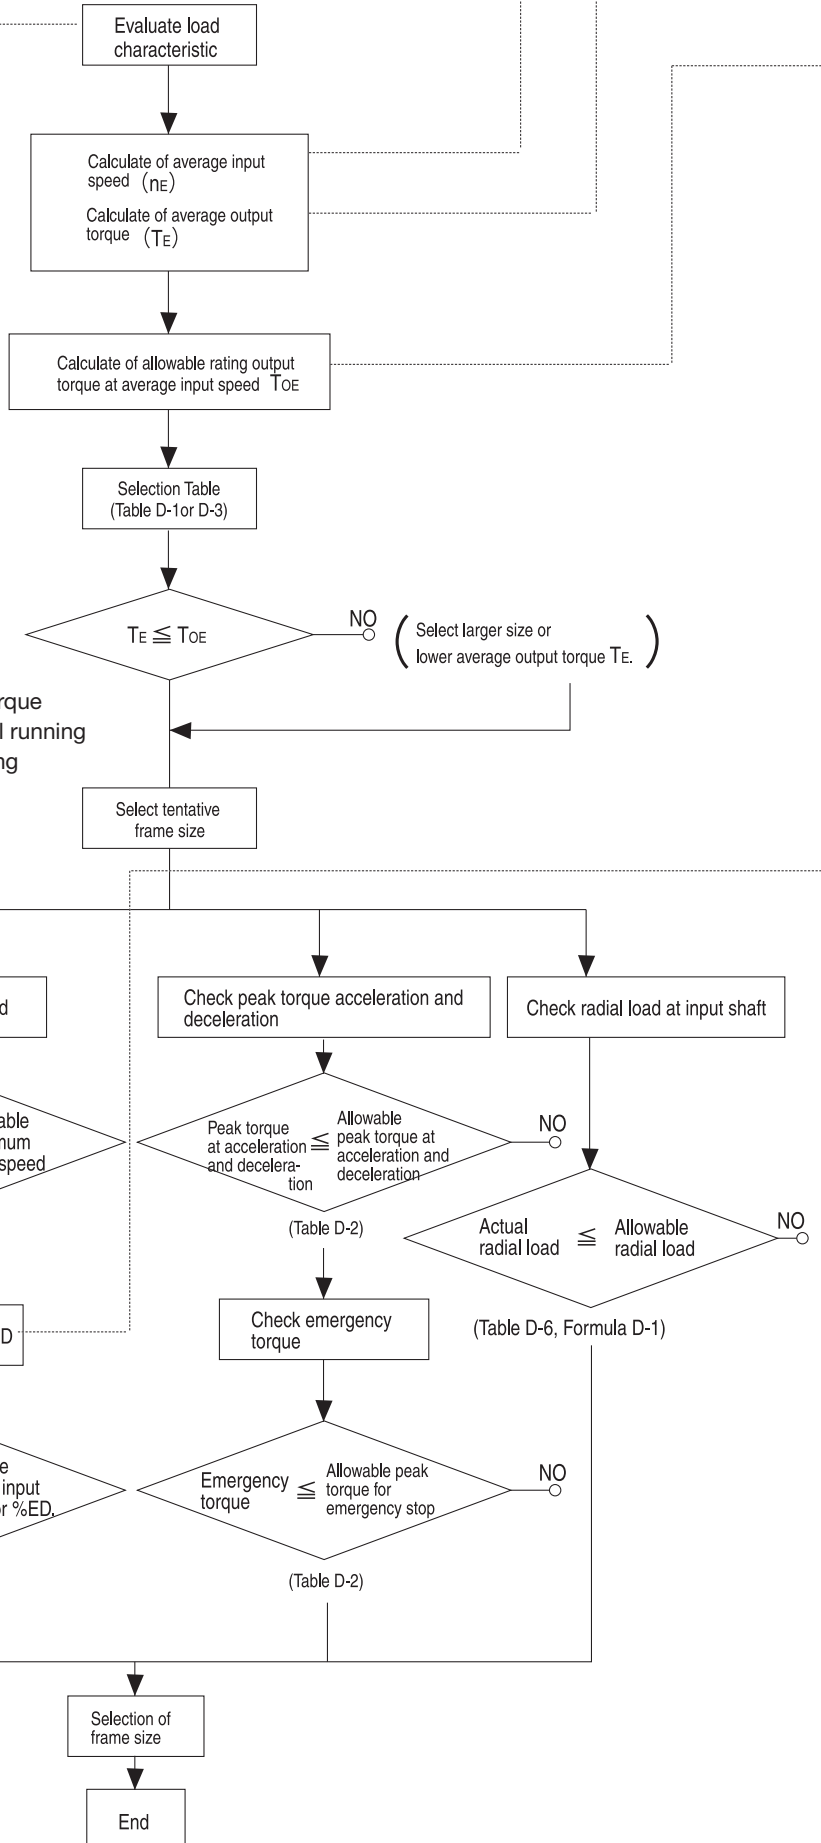 Evaluate load
characteristic
Calculate of average input
speed (nE)
Calculate of average output
torque (TE)
Calculate of allowable rating output
torque at average input speed TOE
Selection Table
(Table D-1or D-3)
TE ≦ TOE
NO
(Select larger size or
lower average output torque TE.)
rque
l running
ng
Select tentative
frame size
d
Check peak torque acceleration and
deceleration
Check radial load at input shaft
able
num
speed
Peak torque
at acceleration
and decelera-
tion
≦
Allowable
peak torque at
acceleration and
deceleration
NO
(Table D-2)
Actual
radial load
≦
Allowable
radial load
NO
(Table D-6, Formula D-1)
Check emergency
torque
D
e
input
or %ED.
Emergency
torque
≦
Allowable peak
torque for
emergency stop
NO
(Table D-2)
Selection of
frame size
End